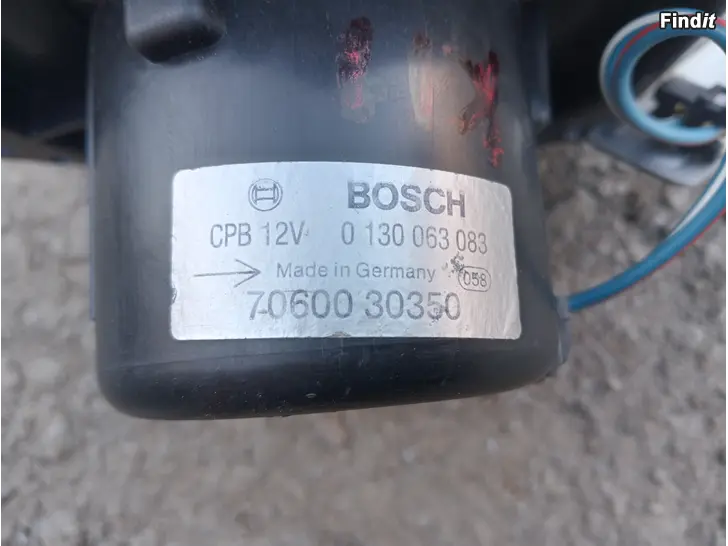 Findit
BOSCH
CPB 12V 0 130 063 083
Made in Germany 058
70600 30350